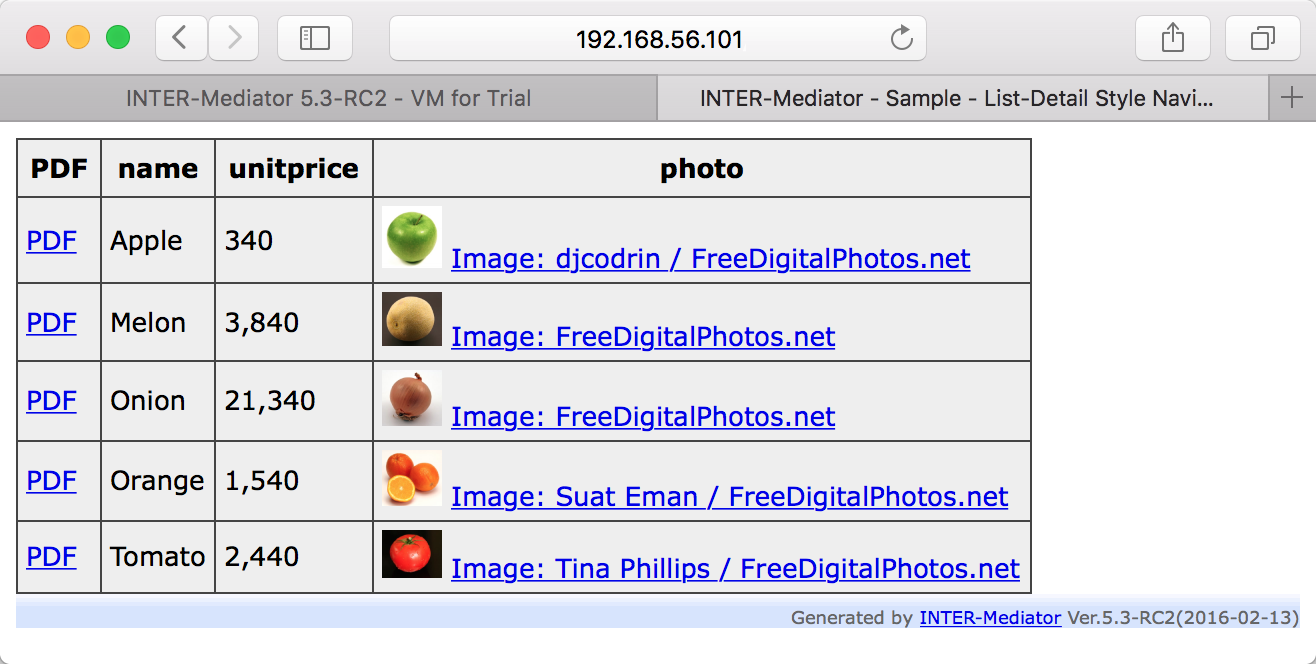 192.168.56.101
INTER-Mediator 5.3-RC2 - VM for Trial
INTER-Mediator - Sample - List-Detail Style Navi...
PDF name unitprice photo
PDF Apple 340 Image: djcodrin / FreeDigitalPhotos.net
PDF Melon 3,840 Image: FreeDigitalPhotos.net
PDF Onion 21,340 Image: FreeDigitalPhotos.net
PDF Orange 1,540 Image: Suat Eman / FreeDigitalPhotos.net
PDF Tomato 2,440 Image: Tina Phillips / FreeDigitalPhotos.net
Generated by INTER-Mediator Ver.5.3-RC2(2016-02-13)